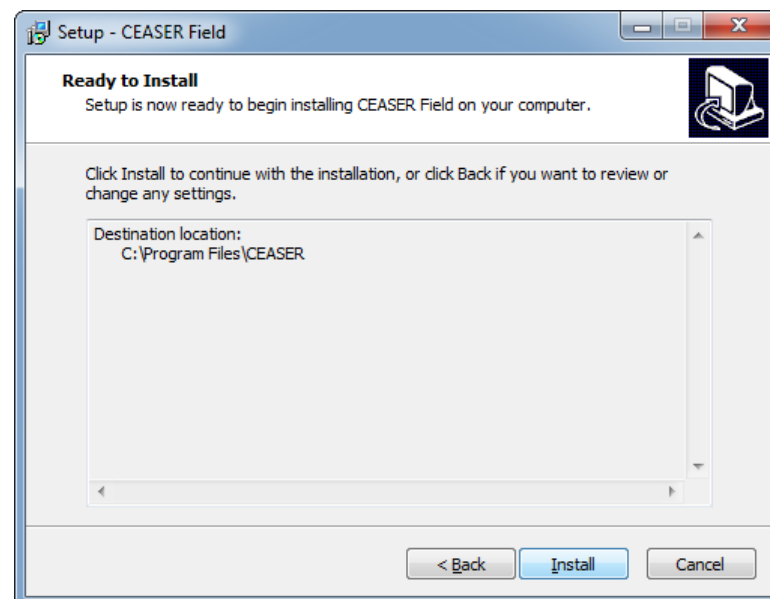 Setup - CEASER Field
Ready to Install
Setup is now ready to begin installing CEASER Field on your computer.
Click Install to continue with the installation, or click Back if you want to review or
change any settings.
Destination location:
C:\Program Files\CEASER
< Back
Install
Cancel